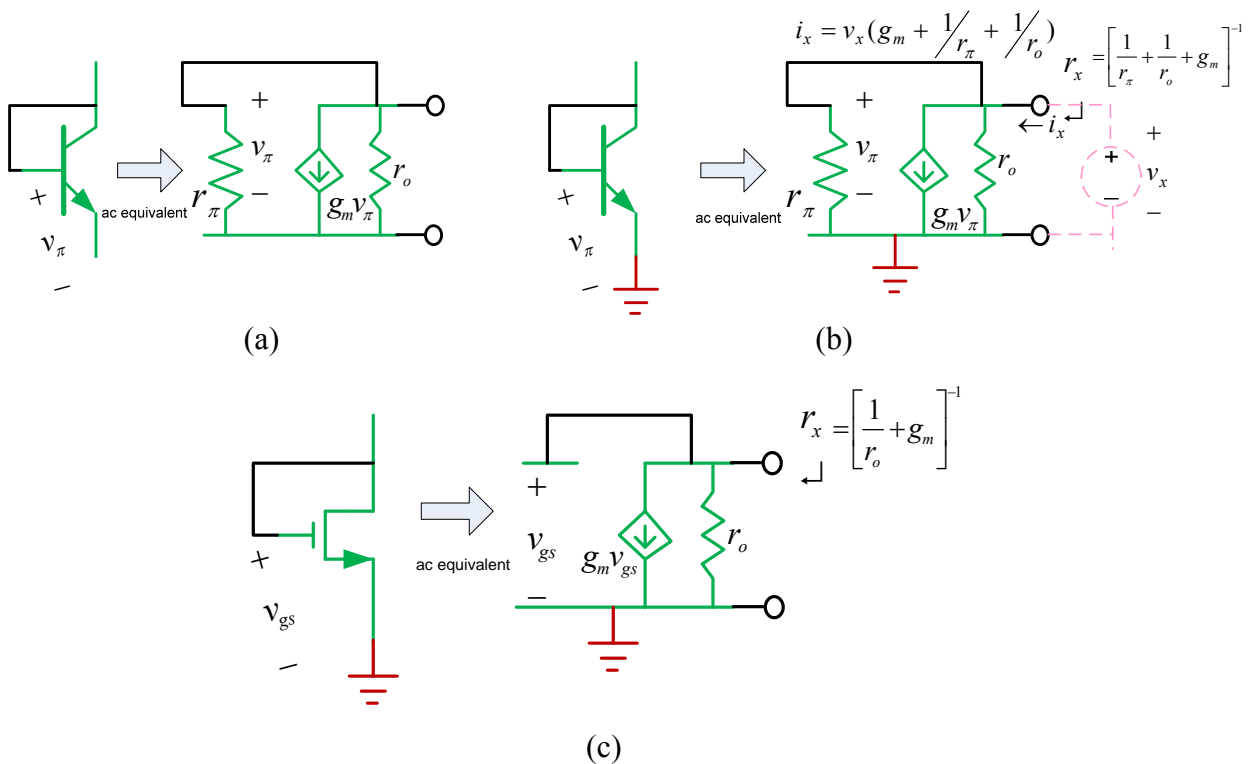 +
v_π
−
ac equivalent
+
v_π
−
r_π
g_m v_π
r_o
(a)
i_x = v_x(g_m + 1/r_π + 1/r_o)
r_x = [1/r_π + 1/r_o + g_m]^−1
+
v_π
−
ac equivalent
+
v_π
−
r_π
g_m v_π
r_o
← i_x
+
−
+
v_x
−
(b)
+
v_gs
−
ac equivalent
+
v_gs
−
g_m v_gs
r_o
r_x = [1/r_o + g_m]^−1
(c)